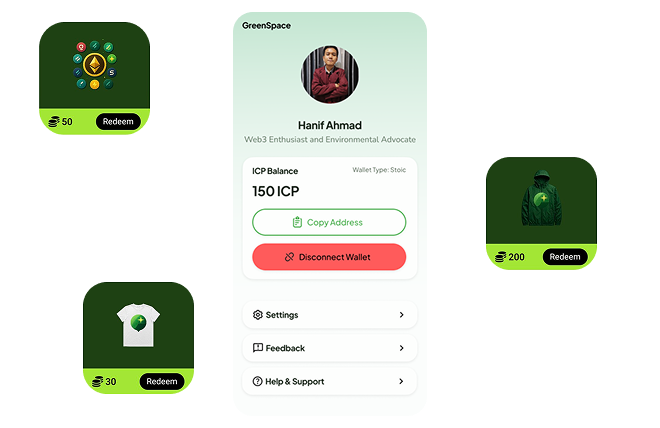 GreenSpace
50 Redeem
Hanif Ahmad
Web3 Enthusiast and Environmental Advocate
ICP Balance Wallet Type: Stoic
150 ICP
Copy Address
Disconnect Wallet
200 Redeem
Settings
Feedback
Help & Support
30 Redeem